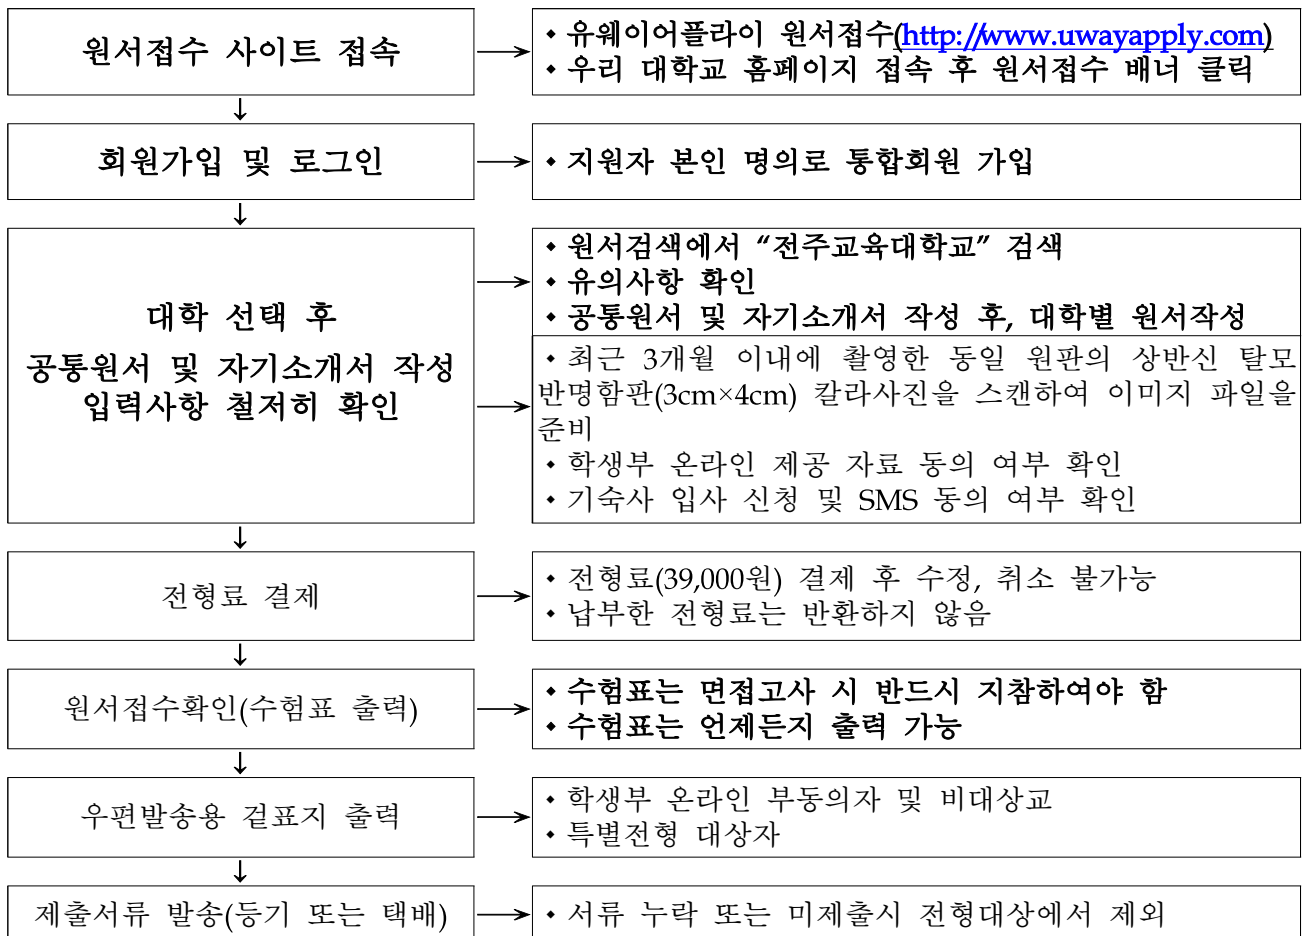 원서접수 사이트 접속
⬩ 유웨이어플라이 원서접수(http://www.uwayapply.com)
⬩ 우리 대학교 홈페이지 접속 후 원서접수 배너 클릭
회원가입 및 로그인
⬩ 지원자 본인 명의로 통합회원 가입
대학 선택 후
공통원서 및 자기소개서 작성
입력사항 철저히 확인
⬩ 원서검색에서 “전주교육대학교” 검색
⬩ 유의사항 확인
⬩ 공통원서 및 자기소개서 작성 후, 대학별 원서작성
⬩ 최근 3개월 이내에 촬영한 동일 원판의 상반신 탈모
반명함판(3cm×4cm) 칼라사진을 스캔하여 이미지 파일을
준비
⬩ 학생부 온라인 제공 자료 동의 여부 확인
⬩ 기숙사 입사 신청 및 SMS 동의 여부 확인
전형료 결제
⬩ 전형료(39,000원) 결제 후 수정, 취소 불가능
⬩ 납부한 전형료는 반환하지 않음
원서접수확인(수험표 출력)
⬩ 수험표는 면접고사 시 반드시 지참하여야 함
⬩ 수험표는 언제든지 출력 가능
우편발송용 겉표지 출력
⬩ 학생부 온라인 부동의자 및 비대상교
⬩ 특별전형 대상자
제출서류 발송(등기 또는 택배)
⬩ 서류 누락 또는 미제출시 전형대상에서 제외